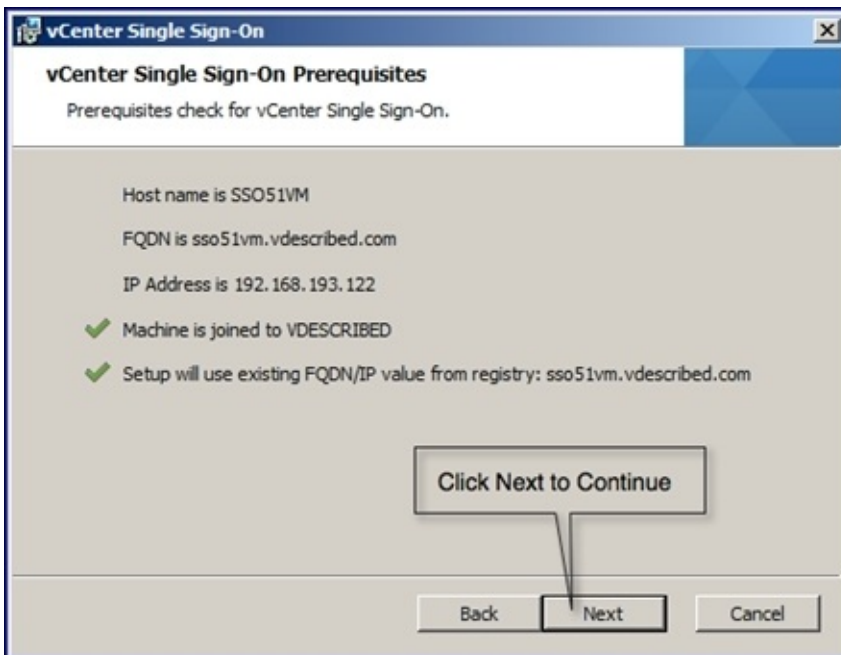 vCenter Single Sign-On
vCenter Single Sign-On Prerequisites
Prerequisites check for vCenter Single Sign-On.
Host name is SSO51VM
FQDN is sso51vm.vdescribed.com
IP Address is 192.168.193.122
Machine is joined to VDESCRIBED
Setup will use existing FQDN/IP value from registry: sso51vm.vdescribed.com
Click Next to Continue
Back Next Cancel